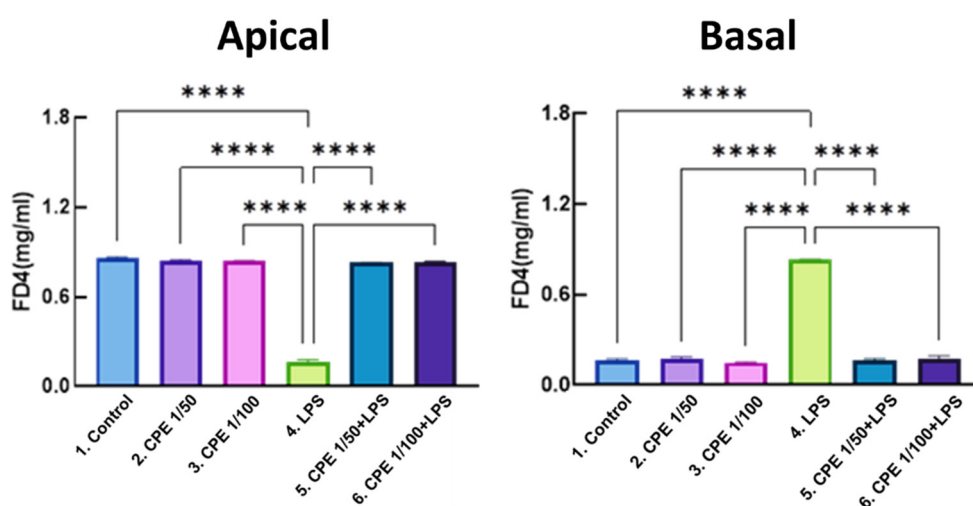 Apical
****
****
****
****
****
FD4(mg/ml)
1.8
1.2
0.6
0.0
1. Control
2. CPE 1/50
3. CPE 1/100
4. LPS
5. CPE 1/50+LPS
6. CPE 1/100+LPS
Basal
****
****
****
****
****
FD4(mg/ml)
1.8
1.2
0.6
0.0
1. Control
2. CPE 1/50
3. CPE 1/100
4. LPS
5. CPE 1/50+LPS
6. CPE 1/100+LPS